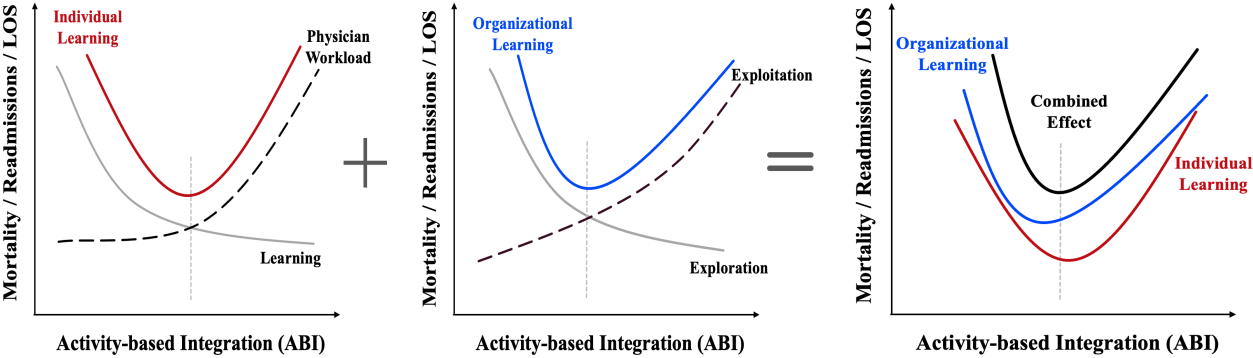 Mortality / Readmissions / LOS
Individual
Learning
Physician
Workload
Learning
Activity-based Integration (ABI)
+
Mortality / Readmissions / LOS
Organizational
Learning
Exploitation
Exploration
Activity-based Integration (ABI)
=
Mortality / Readmissions / LOS
Organizational
Learning
Combined
Effect
Individual
Learning
Activity-based Integration (ABI)